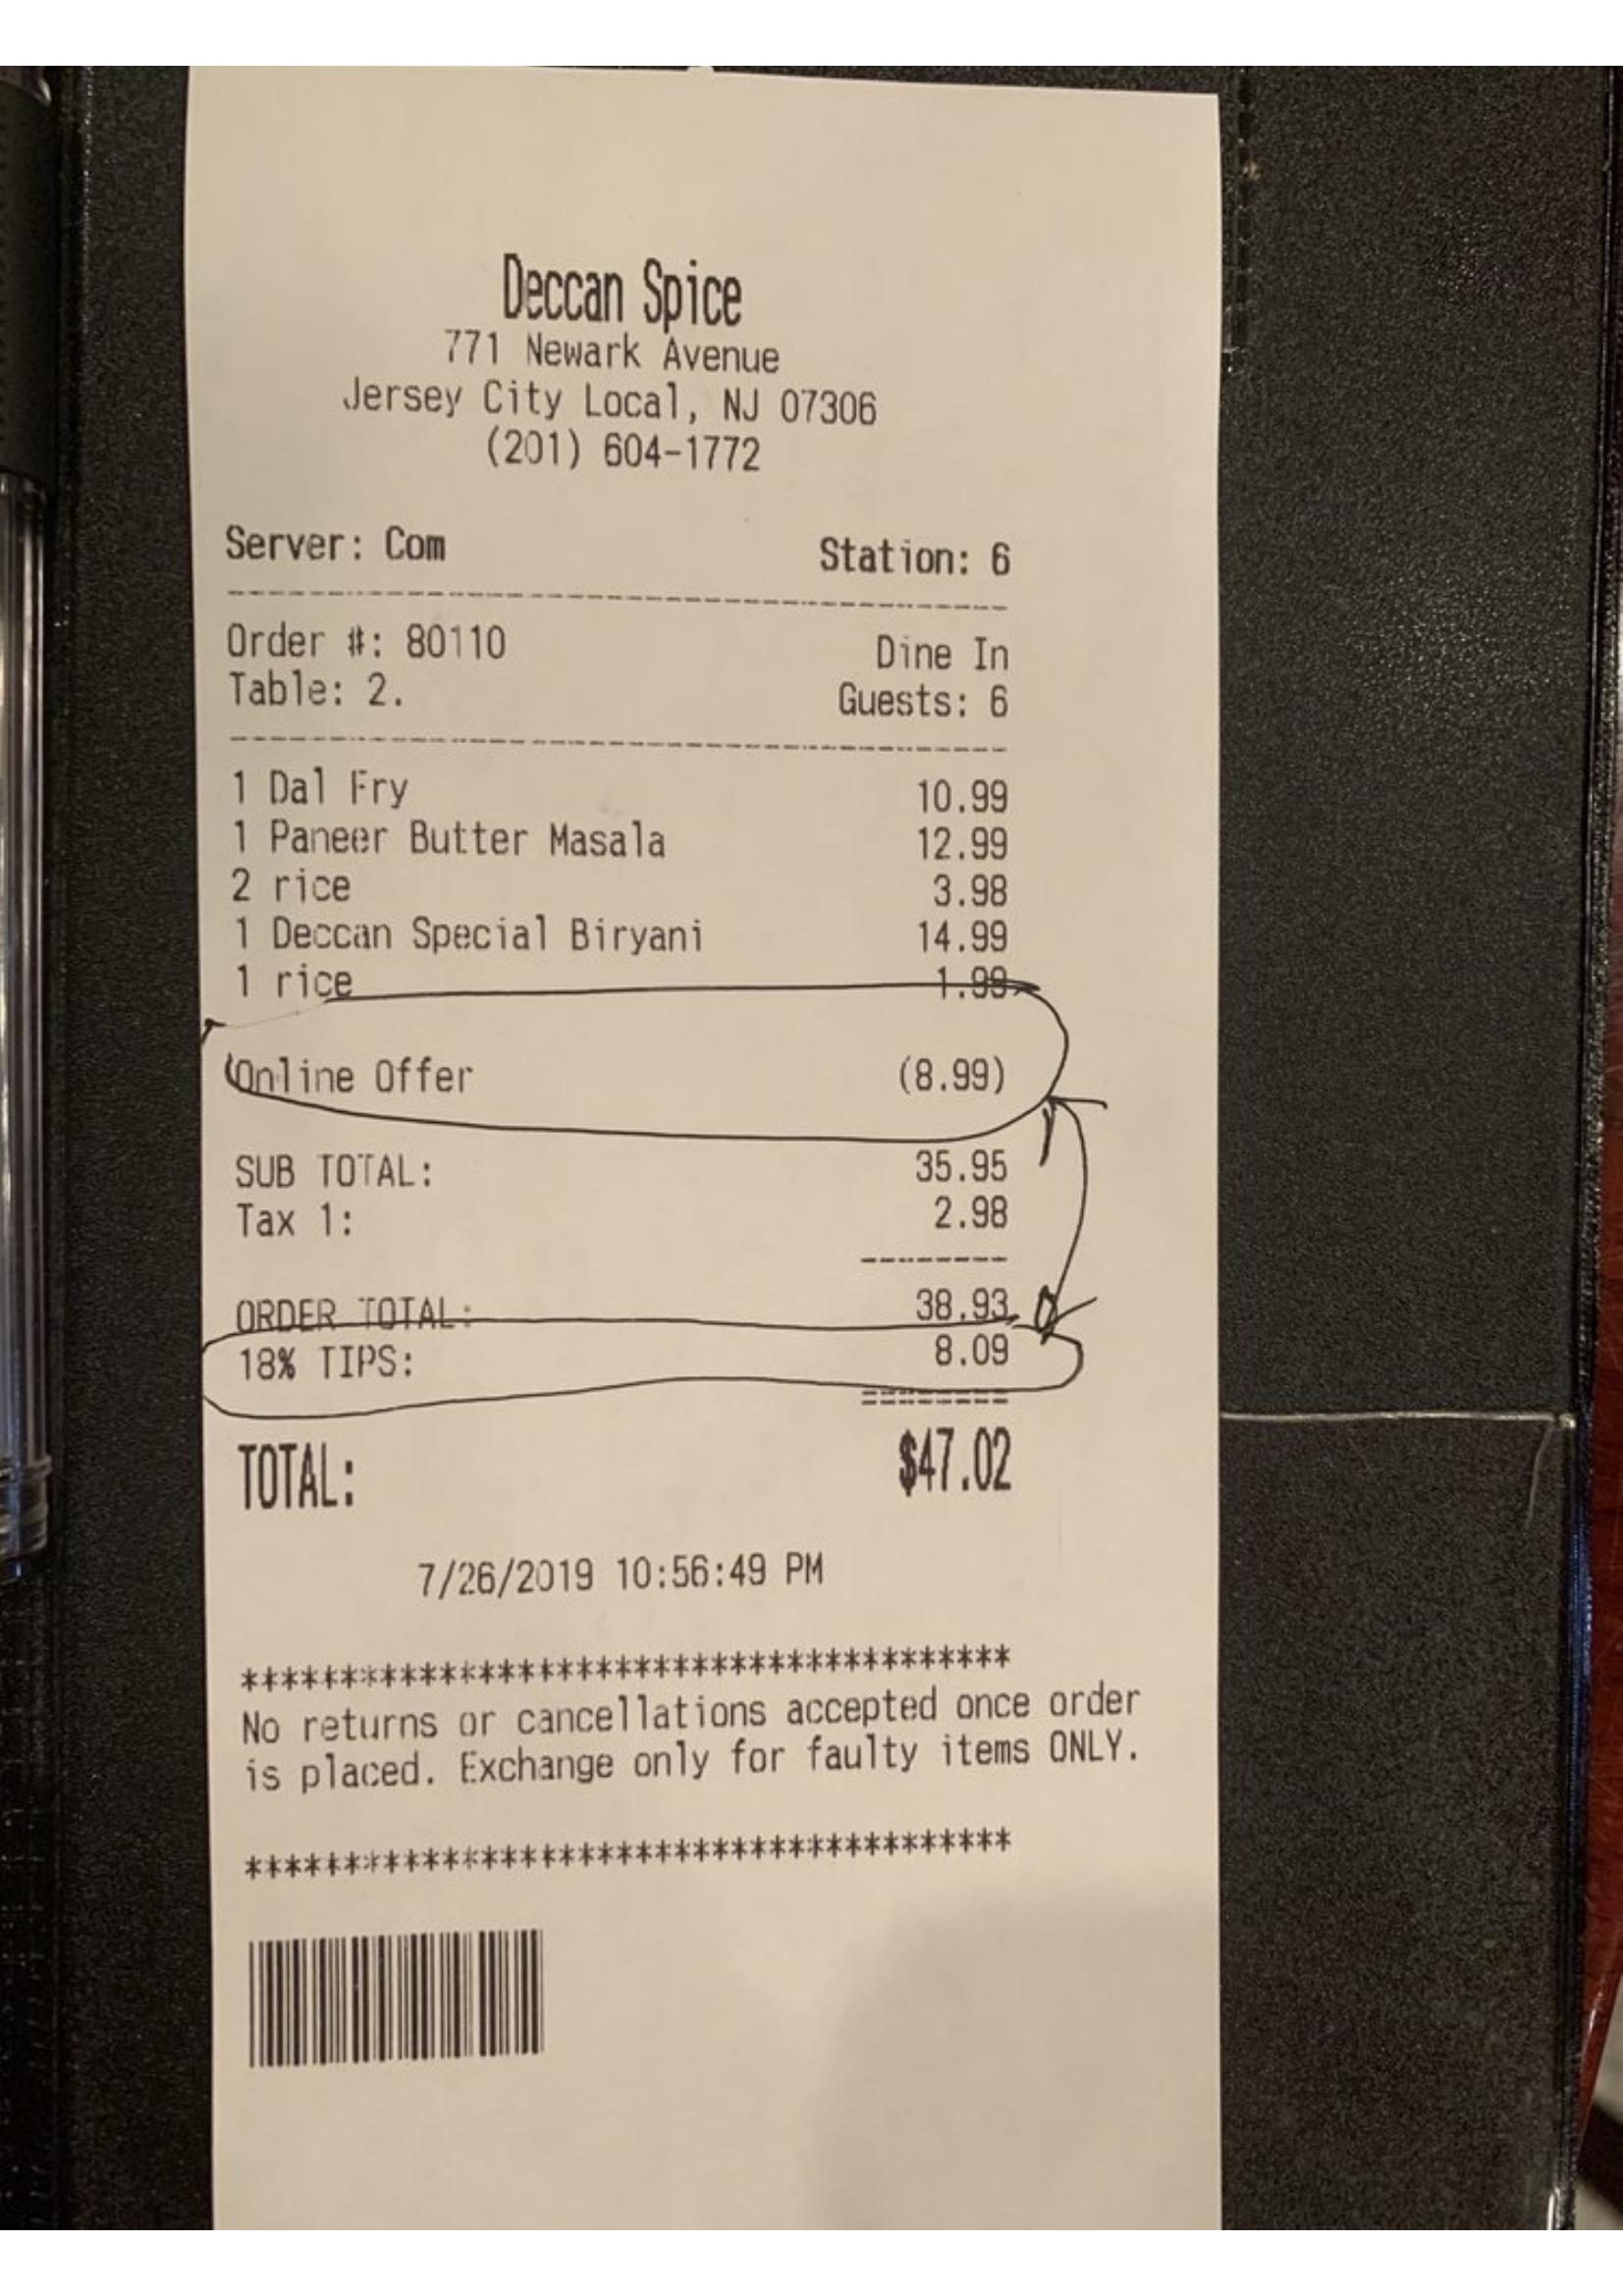 Deccan Spice
771 Newark Avenue
Jersey City Local, NJ 07306
(201) 604-1772
Server: Com Station: 6
Order #: 80110 Dine In
Table: 2. Guests: 6
1 Dal Fry 10.99
1 Paneer Butter Masala 12.99
2 rice 3.98
1 Deccan Special Biryani 14.99
1 rice 1.99
Online Offer (8.99)
SUB TOTAL: 35.95
Tax 1: 2.98
ORDER TOTAL: 38.93
18% TIPS: 8.09
TOTAL: $47.02
7/26/2019 10:56:49 PM
***************************************
No returns or cancellations accepted once order
is placed. Exchange only for faulty items ONLY.
***************************************